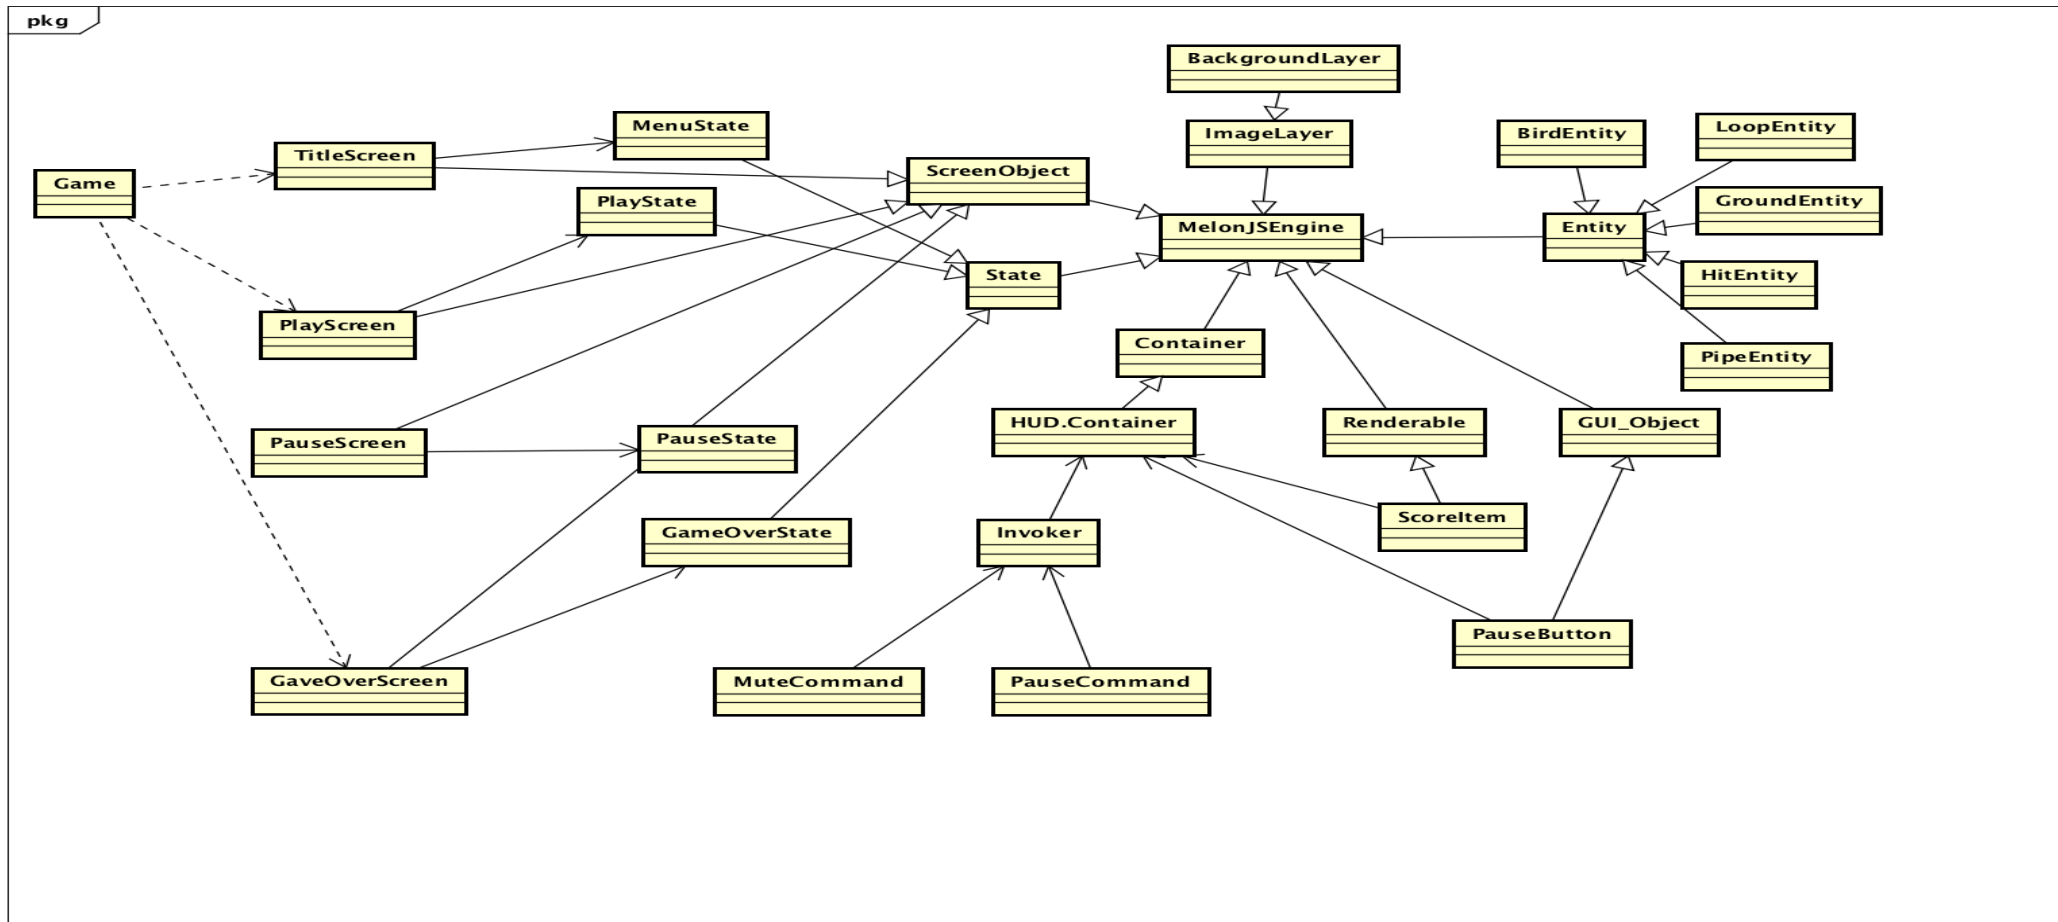 pkg
BackgroundLayer
MenuState
ImageLayer
BirdEntity
LoopEntity
TitleScreen
Game
ScreenObject
PlayState
GroundEntity
MelonJSEngine
Entity
State
HitEntity
PlayScreen
Container
PipeEntity
PauseScreen
PauseState
HUD.Container
Renderable
GUI_Object
GameOverState
Invoker
ScoreItem
PauseButton
GaveOverScreen
MuteCommand
PauseCommand